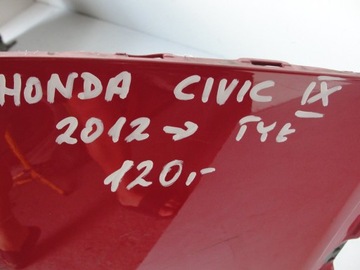 HONDA CIVIC IX
2012 → TYŁ
120,-